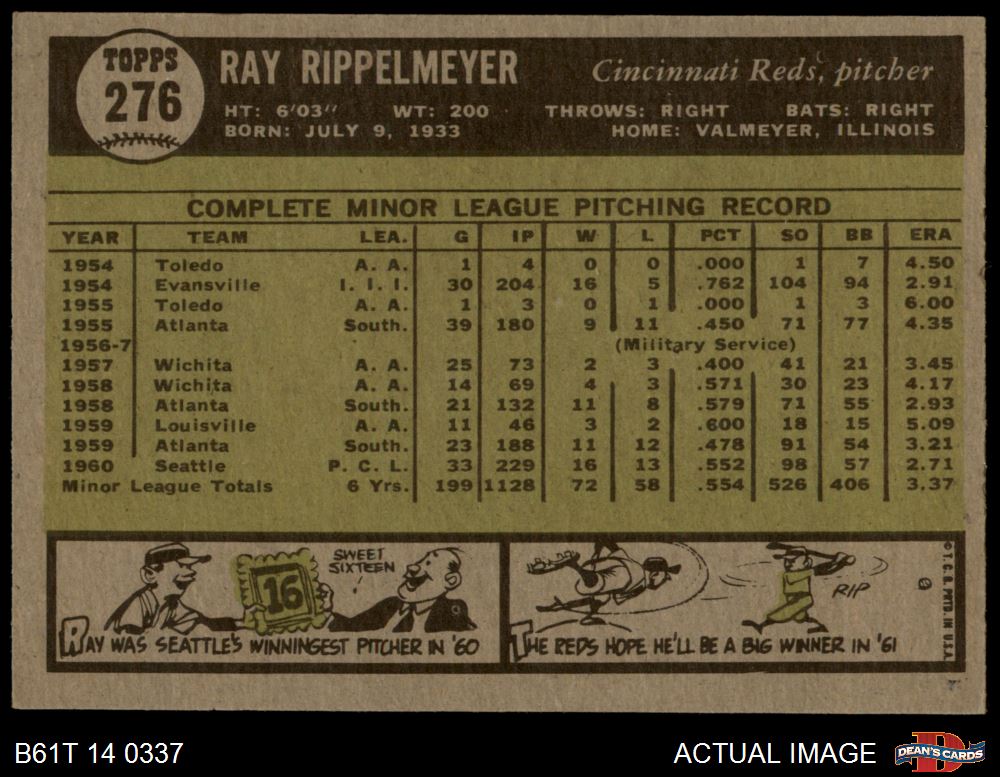 TOPPS
276
RAY RIPPELMEYER
Cincinnati Reds, pitcher
HT: 6'03" WT: 200 THROWS: RIGHT BATS: RIGHT
BORN: JULY 9, 1933 HOME: VALMEYER, ILLINOIS
COMPLETE MINOR LEAGUE PITCHING RECORD
YEAR TEAM LEA. G IP W L PCT SO BB ERA
1954 Toledo A. A. 1 4 0 0 .000 1 7 4.50
1954 Evansville I. I. I. 30 204 16 5 .762 104 94 2.91
1955 Toledo A. A. 1 3 0 1 .000 1 3 6.00
1955 Atlanta South. 39 180 9 11 .450 71 77 4.35
1956-7 (Military Service)
1957 Wichita A. A. 25 73 2 3 .400 41 21 3.45
1958 Wichita A. A. 14 69 4 3 .571 30 23 4.17
1958 Atlanta South. 21 132 11 8 .579 71 55 2.93
1959 Louisville A. A. 11 46 3 2 .600 18 15 5.09
1959 Atlanta South. 23 188 11 12 .478 91 54 3.21
1960 Seattle P. C. L. 33 229 16 13 .552 98 57 2.71
Minor League Totals 6 Yrs. 199 1128 72 58 .554 526 406 3.37
16
SWEET
SIXTEEN
!
RAY WAS SEATTLE'S WINNINGEST PITCHER IN '60
RIP
THE REDS HOPE HE'LL BE A BIG WINNER IN '61
©T.C.G. PRTD. IN U.S.A.
B61T 14 0337
ACTUAL IMAGE
D
DEAN'S CARDS